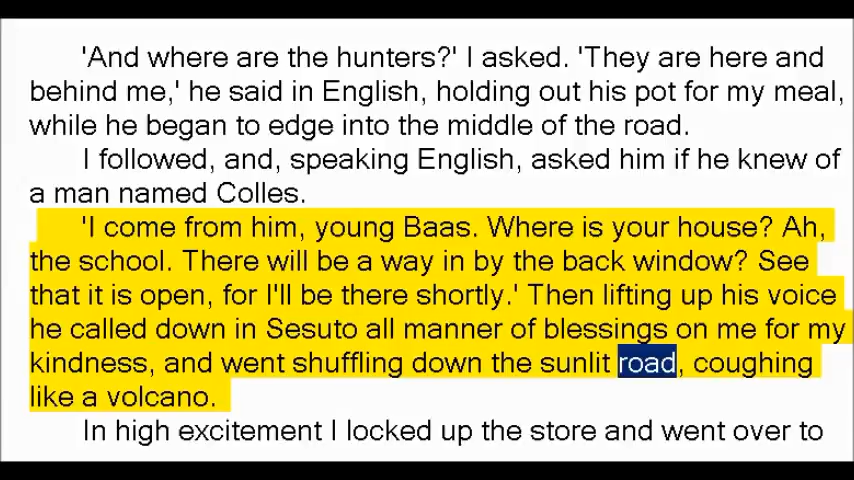 'And where are the hunters?' I asked. 'They are here and
behind me,' he said in English, holding out his pot for my meal,
while he began to edge into the middle of the road.
I followed, and, speaking English, asked him if he knew of
a man named Colles.
'I come from him, young Baas. Where is your house? Ah,
the school. There will be a way in by the back window? See
that it is open, for I'll be there shortly.' Then lifting up his voice
he called down in Sesuto all manner of blessings on me for my
kindness, and went shuffling down the sunlit road, coughing
like a volcano.
In high excitement I locked up the store and went over to